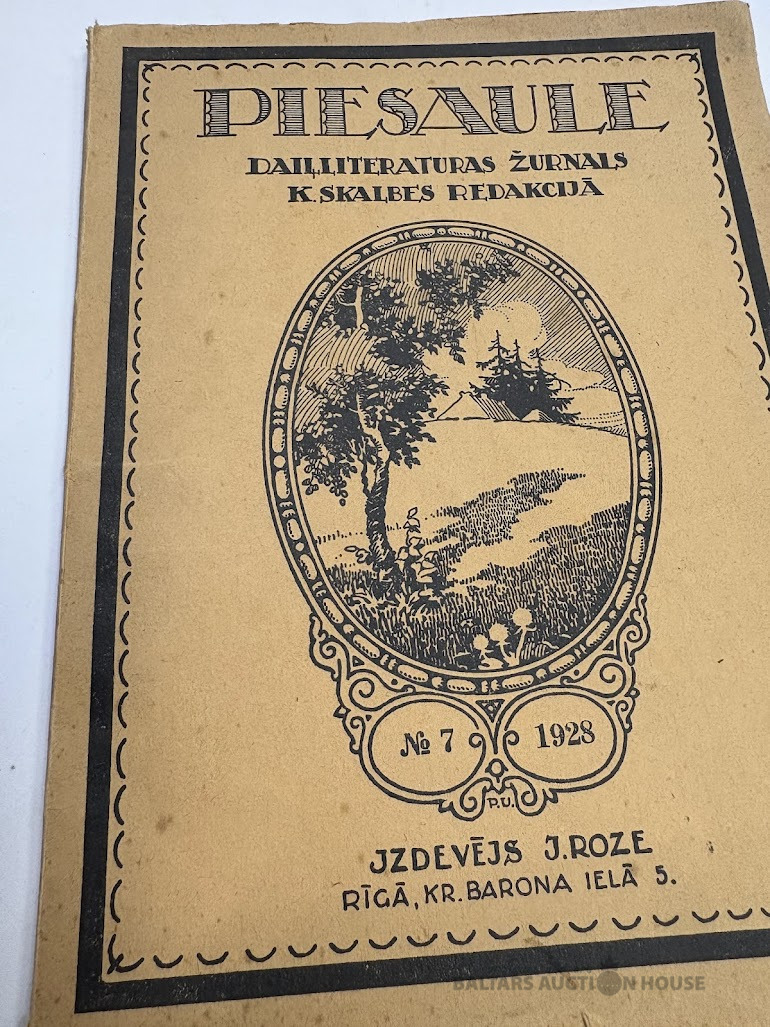 PIESAULE
DAIĻLITERATURAS ŽURNALS
K. SKALBES REDAKCIJĀ
№ 7
1928
P.U.
JZDEVĒJS J. ROZE
RĪGĀ, KR. BARONA IELĀ 5.
BALTARS AUCTION HOUSE